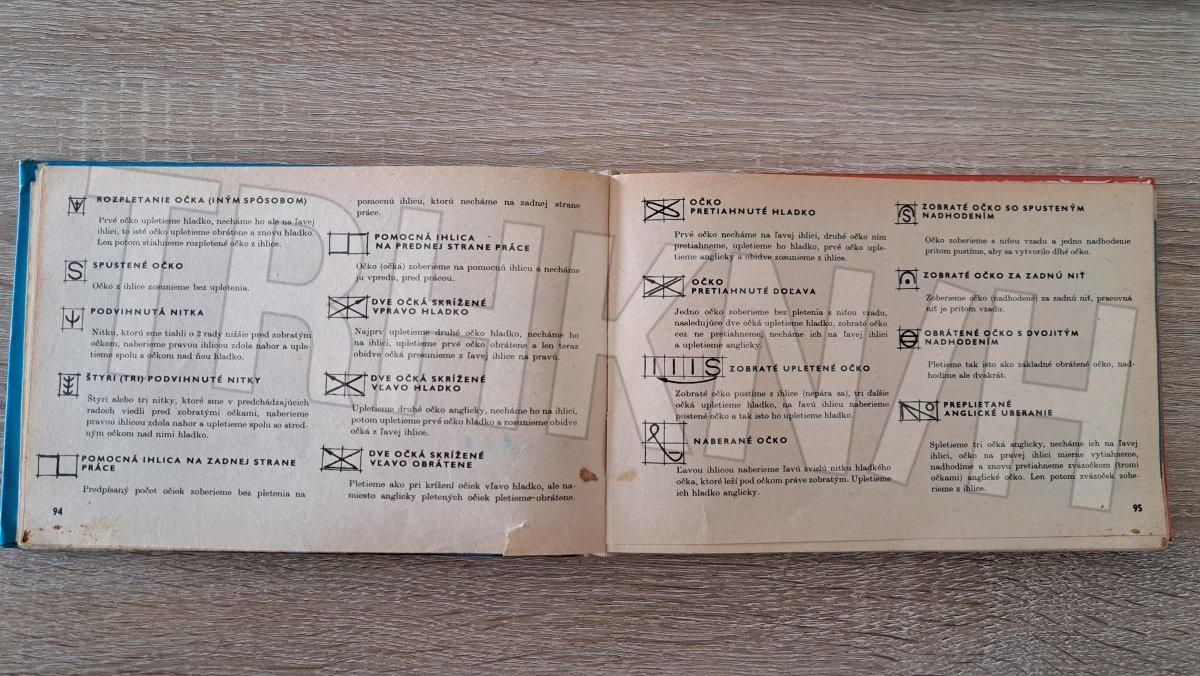 ROZPLETANIE OČKA (INÝM SPÔSOBOM)
Prvé očko upletieme hladko, necháme ho ale na ľavej
ihlici, to isté očko upletieme obrátene a znovu hladko.
Len potom stiahneme rozpletené očko z ihlice.
S
SPUSTENÉ OČKO
Očko z ihlice zosunieme bez upletenia.
PODVIHNUTÁ NITKA
Nitku, ktorú sme tiahli o 2 rady nižšie pred zobratým
očkom, naberieme pravou ihlicou zdola nahor a uple-
tieme spolu s očkom nad ňou hladko.
ŠTYRI (TRI) PODVIHNUTÉ NITKY
Štyri alebo tri nitky, ktoré sme v predchádzajúcich
radoch viedli pred zobratými očkami, naberieme
pravou ihlicou zdola nahor a upletieme spolu so stred-
ným očkom nad nimi hladko.
POMOCNÁ IHLICA NA ZADNEJ STRANE
PRÁCE
Predpísaný počet očiek zoberieme bez pletenia na
94
pomocnú ihlicu, ktorú necháme na zadnej strane
práce.
POMOCNÁ IHLICA
NA PREDNEJ STRANE PRÁCE
Očko (očká) zoberieme na pomocnú ihlicu a necháme
ju vpredu, pred prácou.
DVE OČKÁ SKRÍŽENÉ
VPRAVO HLADKO
Najprv upletieme druhé očko hladko, necháme ho
na ihlici, upletieme prvé očko obrátene a len teraz
obidve očká presunieme z ľavej ihlice na pravú.
DVE OČKÁ SKRÍŽENÉ
VĽAVO HLADKO
Upletieme druhé očko anglicky, necháme ho na ihlici,
potom upletieme prvé očko hladko a zosunieme obidve
očká z ľavej ihlice.
DVE OČKÁ SKRÍŽENÉ
VĽAVO OBRÁTENE
Pletieme ako pri krížení očiek vľavo hladko, ale na-
miesto anglicky pletených očiek pletieme obrátene.
OČKO
PRETIAHNUTÉ HLADKO
Prvé očko necháme na ľavej ihlici, druhé očko ním
pretiahneme, upletieme ho hladko, prvé očko uple-
tieme anglicky a obidve zosunieme z ihlice.
OČKO
PRETIAHNUTÉ DOĽAVA
Jedno očko zoberieme bez pletenia s niťou vzadu,
nasledujúce dve očká upletieme hladko, zobraté očko
cez ne pretiahneme, necháme ich na ľavej ihlici
a upletieme anglicky.
S
ZOBRATÉ UPLETENÉ OČKO
Zobraté očko pustíme z ihlice (nepára sa), tri ďalšie
očká upletieme hladko, na ľavú ihlicu naberieme
pustené očko a tak isto ho upletieme hladko.
NABERANÉ OČKO
Ľavou ihlicou naberieme ľavú zvislú nitku hladkého
očka, ktoré leží pod očkom práve zobratým. Upletieme
ich hladko anglicky.
S
ZOBRATÉ OČKO SO SPUSTENÝM
NADHODENÍM
Očko zoberieme s niťou vzadu a jedno nadhodenie
pritom pustíme, aby sa vytvorilo dlhé očko.
ZOBRATÉ OČKO ZA ZADNÚ NIŤ
Zoberieme očko (nadhodené) za zadnú niť, pracovná
niť je pritom vzadu.
OBRÁTENÉ OČKO S DVOJITÝM
NADHODENÍM
Pletieme tak isto ako základné obrátené očko, nad-
hodíme ale dvakrát.
PREPLIETANÉ
ANGLICKÉ UBERANIE
Spletieme tri očká anglicky, necháme ich na ľavej
ihlici, očko na pravej ihlici mierne vytiahneme,
nadhodíme a znovu pretiahneme zväzočkom (tromi
očkami) anglické očko. Len potom zväzoček zobe-
rieme z ihlice.
95